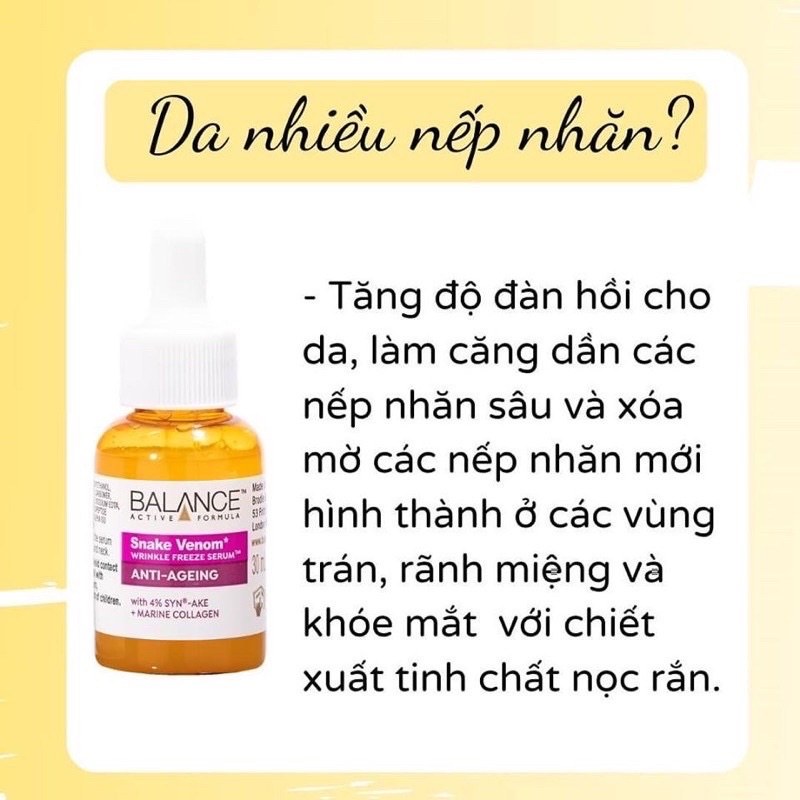 Da nhiều nếp nhăn?
- Tăng độ đàn hồi cho
da, làm căng dần các
nếp nhăn sâu và xóa
mờ các nếp nhăn mới
hình thành ở các vùng
trán, rãnh miệng và
khóe mắt với chiết
xuất tinh chất nọc rắn.
BALANCE™
ACTIVE FORMULA
Snake Venom*
WRINKLE FREEZE SERUM™
ANTI-AGEING
with 4% SYN®-AKE
+ MARINE COLLAGEN